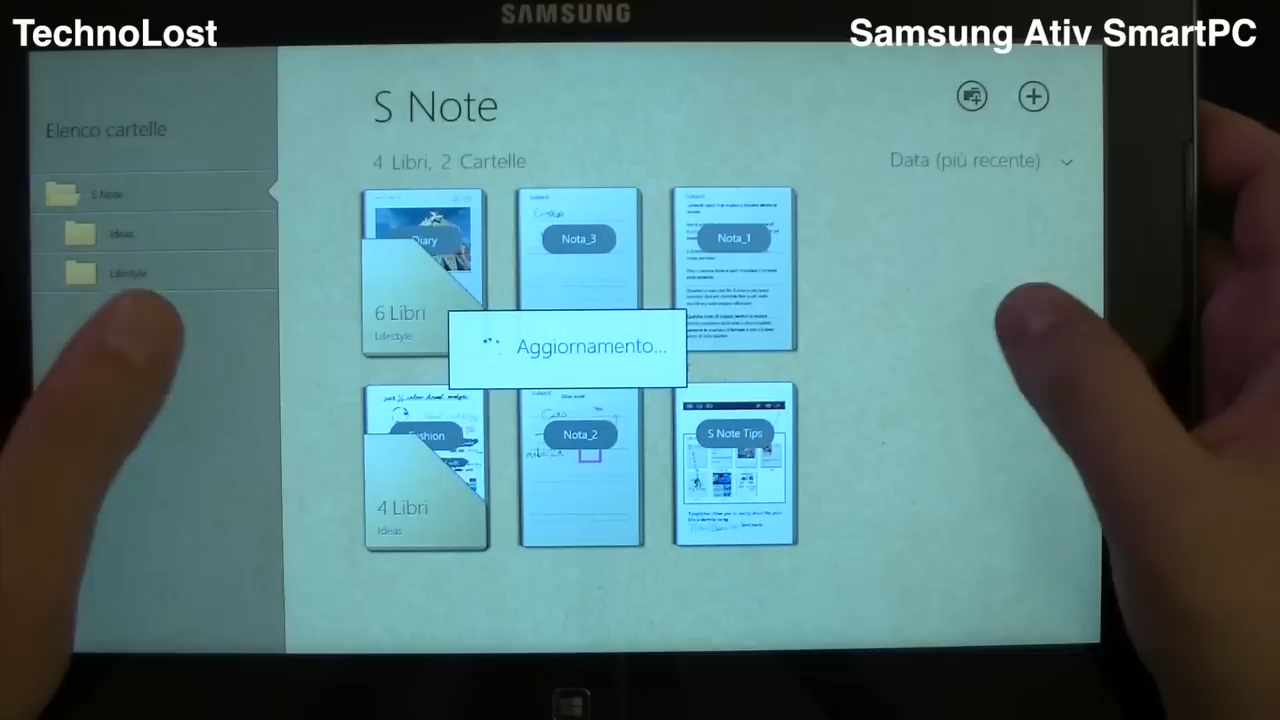 SAMSUNG
TechnoLost
Samsung Ativ SmartPC
Elenco cartelle
S Note
Ideas
Lifestyle
S Note
4 Libri, 2 Cartelle
Data (più recente)
Diary
6 Libri
Lifestyle
Nota_3
Nota_1
Aggiornamento...
Fashion
4 Libri
Ideas
Nota_2
S Note Tips